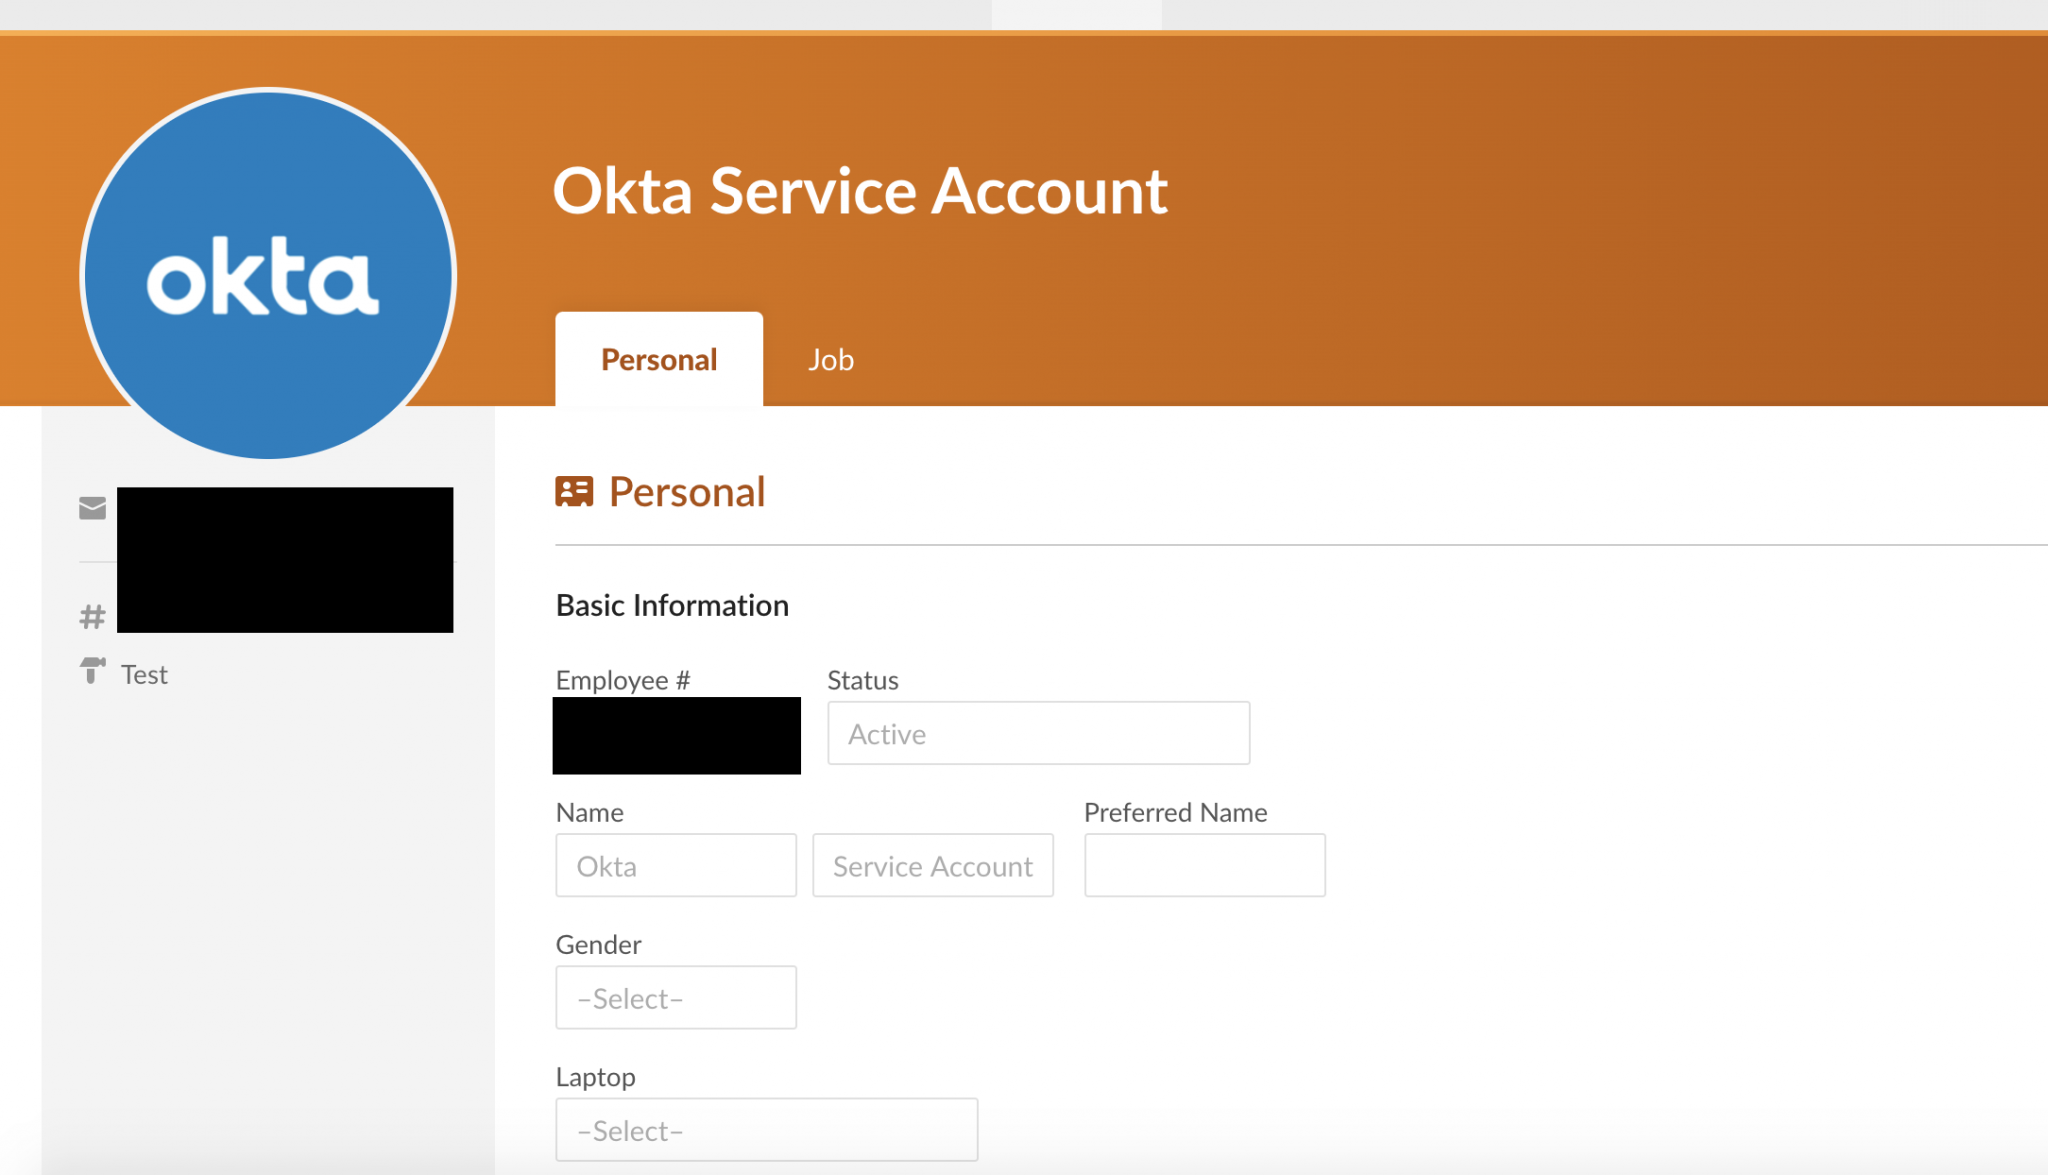 okta
Okta Service Account
Personal
Job
#
Test
Personal
Basic Information
Employee #
Status
Active
Name
Preferred Name
Okta
Service Account
Gender
–Select–
Laptop
–Select–